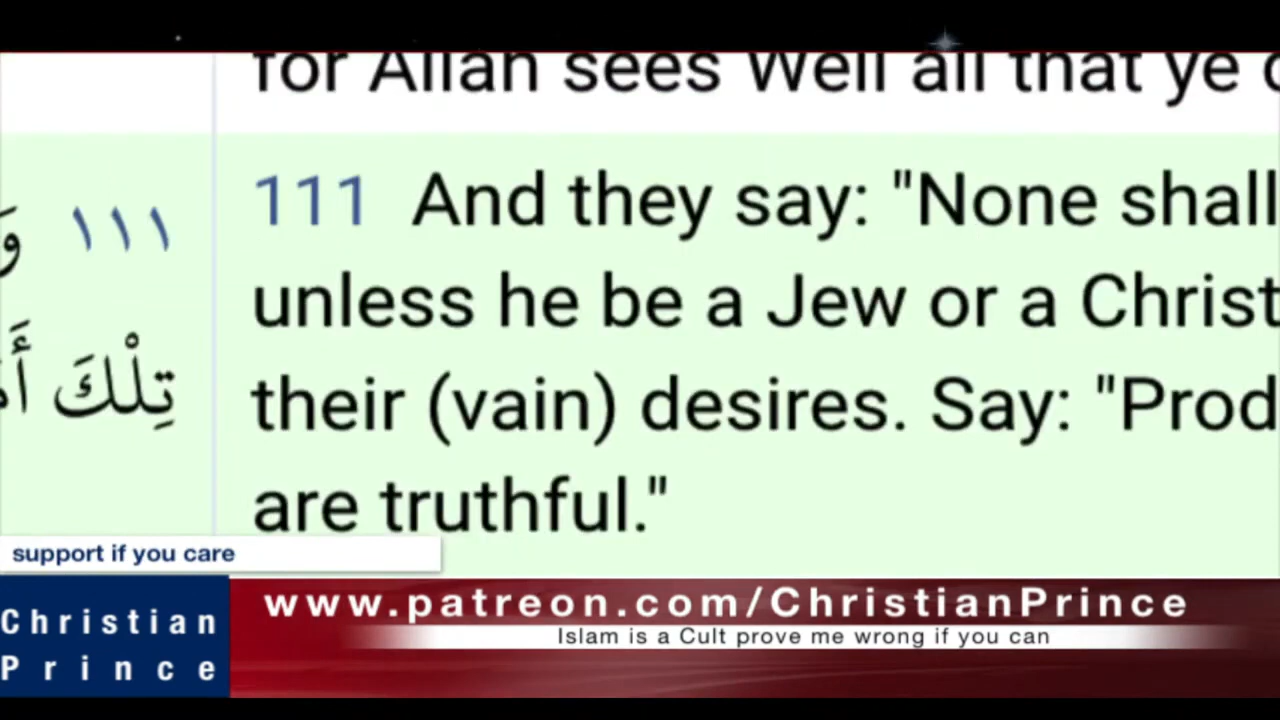 for Allah sees Well all that ye
111 And they say: "None shall
unless he be a Jew or a Christ
their (vain) desires. Say: "Prod
are truthful."
١١١ وَ
تِلْكَ
support if you care
Christian
Prince
www.patreon.com/ChristianPrince
Islam is a Cult prove me wrong if you can